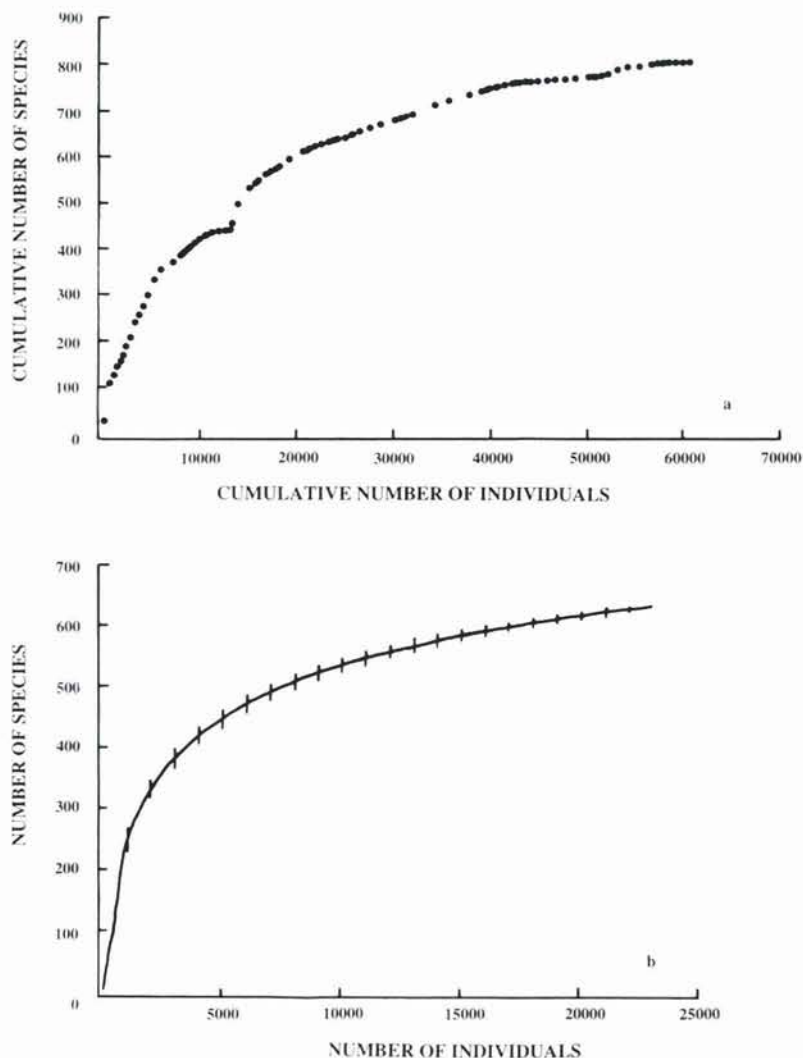 900
800
700
600
500
400
300
200
100
0
CUMULATIVE NUMBER OF SPECIES
a
10000 20000 30000 40000 50000 60000 70000
CUMULATIVE NUMBER OF INDIVIDUALS
700
600
500
400
300
200
100
0
NUMBER OF SPECIES
b
5000 10000 15000 20000 25000
NUMBER OF INDIVIDUALS